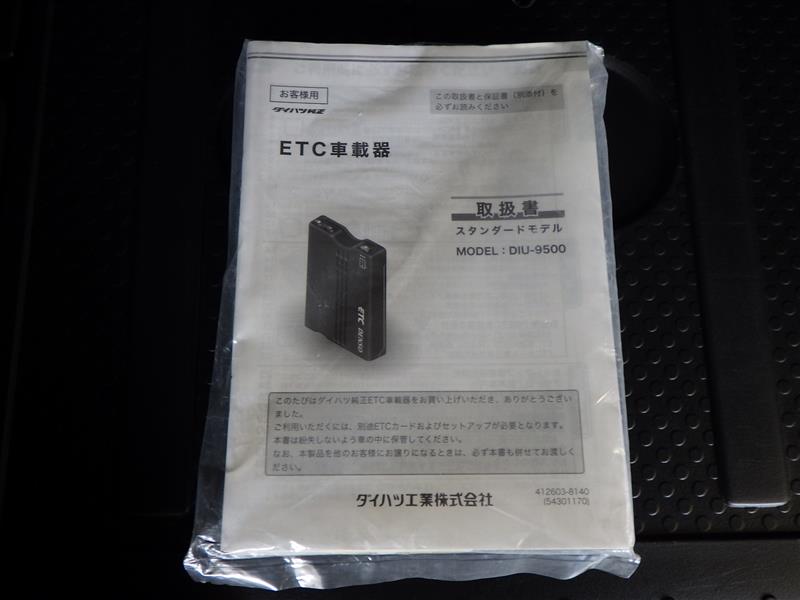 お客様用
ダイハツ純正
この取扱書と保証書（別添付）を
必ずお読みください
ETC車載器
取扱書
スタンダードモデル
MODEL：DIU-9500
ETC DENSO
このたびはダイハツ純正ETC車載器をお買い上げいただき、ありがとうござい
ました。
ご利用いただくには、別途ETCカードおよびセットアップが必要となります。
本書は紛失しないよう車の中に保管してください。
なお、本製品を他のお客様にお譲りになるときは、必ず本書も併せてお渡しく
ださい。
ダイハツ工業株式会社
412603-8140
(54301170)